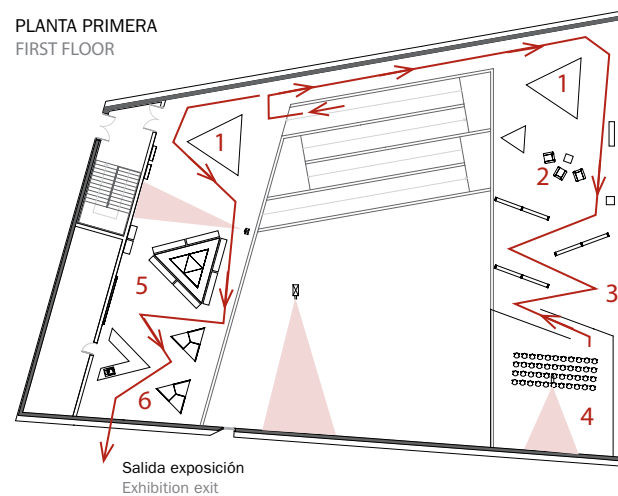 PLANTA PRIMERA
FIRST FLOOR
1
1
2
3
4
5
6
Salida exposición
Exhibition exit